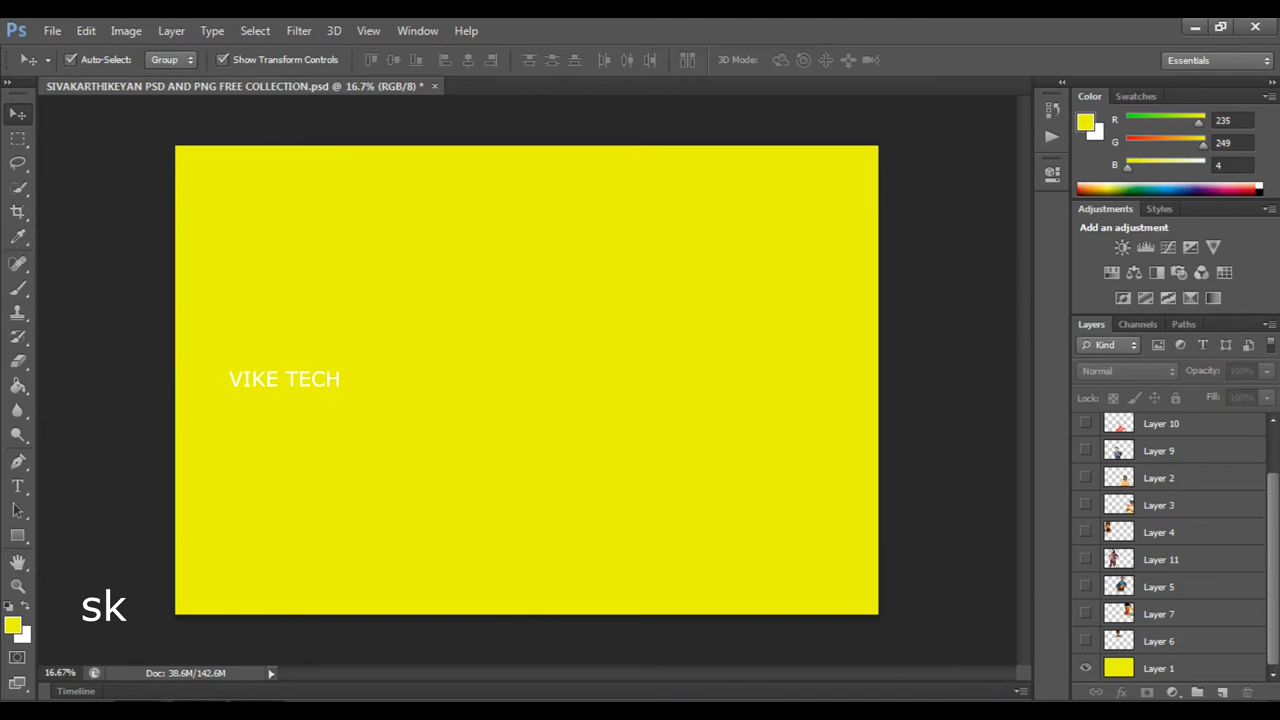 Ps File Edit Image Layer Type Select Filter 3D View Window Help
Auto-Select: Group Show Transform Controls 3D Mode: Essentials
SIVAKARTHIKEYAN PSD AND PNG FREE COLLECTION.psd @ 16.7% (RGB/8) *
Color Swatches
R 235
G 249
B 4
Adjustments Styles
Add an adjustment
Layers Channels Paths
Kind
Normal Opacity: 100%
Lock: Fill: 100%
Layer 10
Layer 9
Layer 2
Layer 3
Layer 4
Layer 11
Layer 5
Layer 7
Layer 6
Layer 1
VIKE TECH
sk
16.67% Doc: 38.6M/142.6M
Timeline